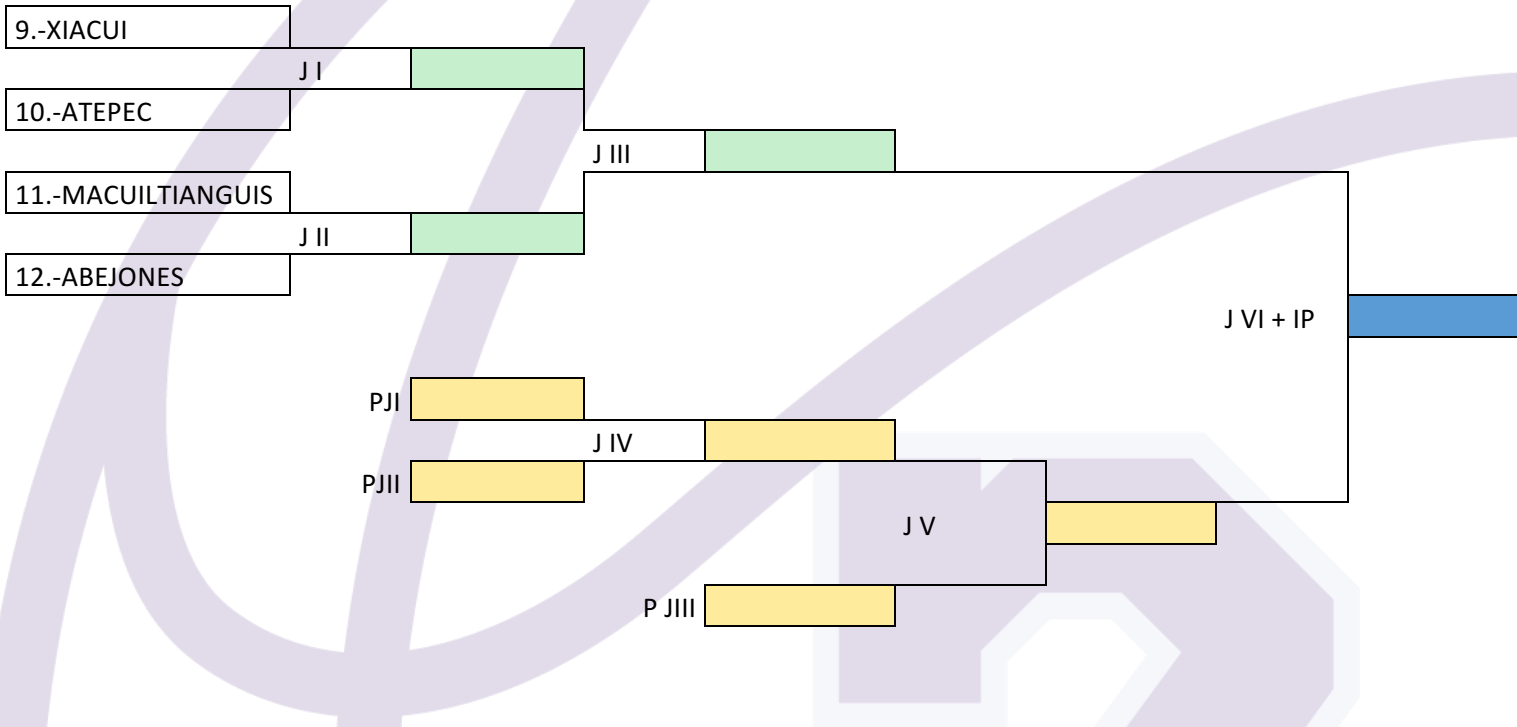 9.-XIACUI
J I
10.-ATEPEC
J III
11.-MACUILTIANGUIS
J II
12.-ABEJONES
J VI + IP
PJI
J IV
PJII
J V
P JIII